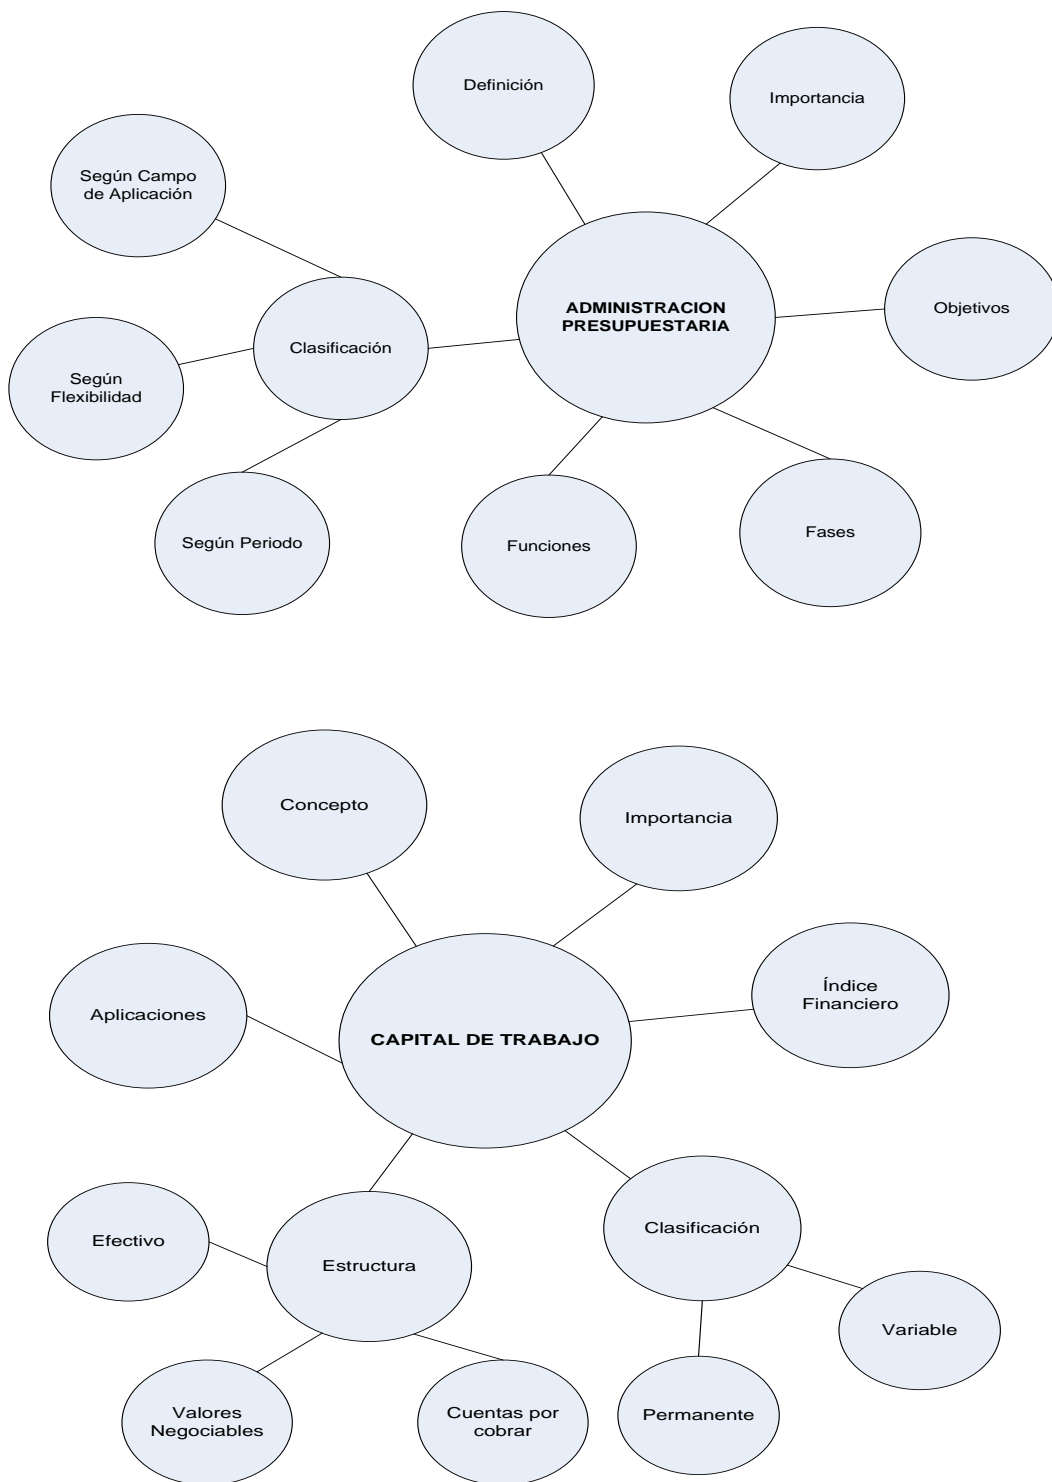 Definición
Importancia
Según Campo
de Aplicación
ADMINISTRACION
PRESUPUESTARIA
Objetivos
Clasificación
Según
Flexibilidad
Según Periodo
Funciones
Fases
Concepto
Importancia
Índice
Financiero
Aplicaciones
CAPITAL DE TRABAJO
Clasificación
Efectivo
Estructura
Variable
Valores
Negociables
Cuentas por
cobrar
Permanente